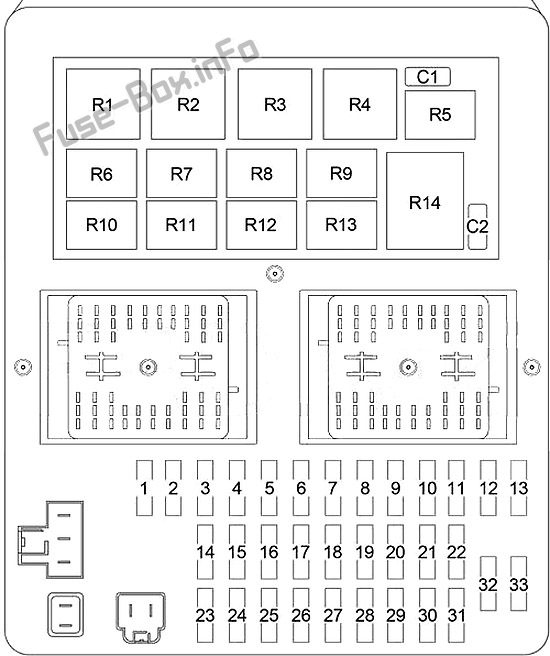 Fuse-Box.info
C1
R1 R2 R3 R4
R5
R6 R7 R8 R9
R14
R10 R11 R12 R13
C2
1 2 3 4 5 6 7 8 9 10 11 12 13
14 15 16 17 18 19 20 21 22
32 33
23 24 25 26 27 28 29 30 31